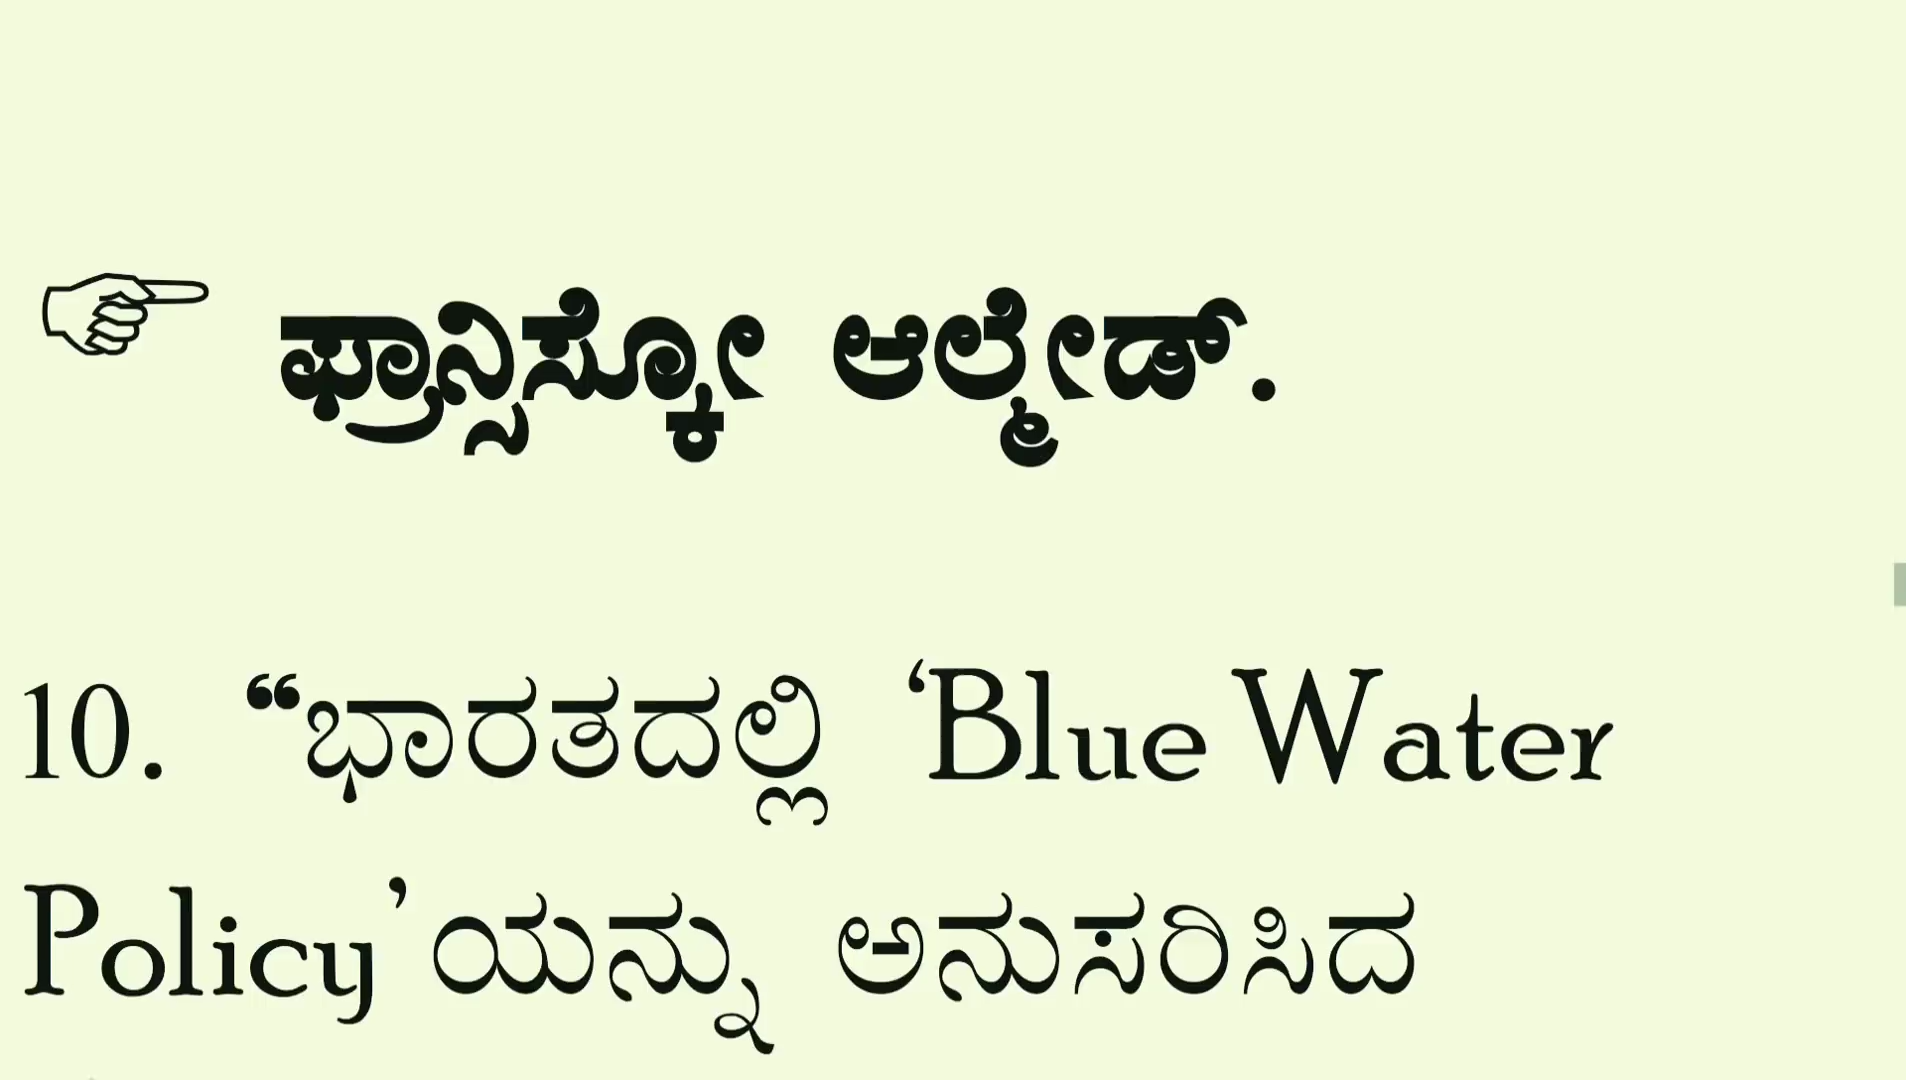 ☞ ಫ್ರಾನ್ಸಿಸ್ಕೋ ಆಲ್ಮೇಡ್.
10. “ಭಾರತದಲ್ಲಿ ‘Blue Water
Policy’ಯನ್ನು ಅನುಸರಿಸಿದ